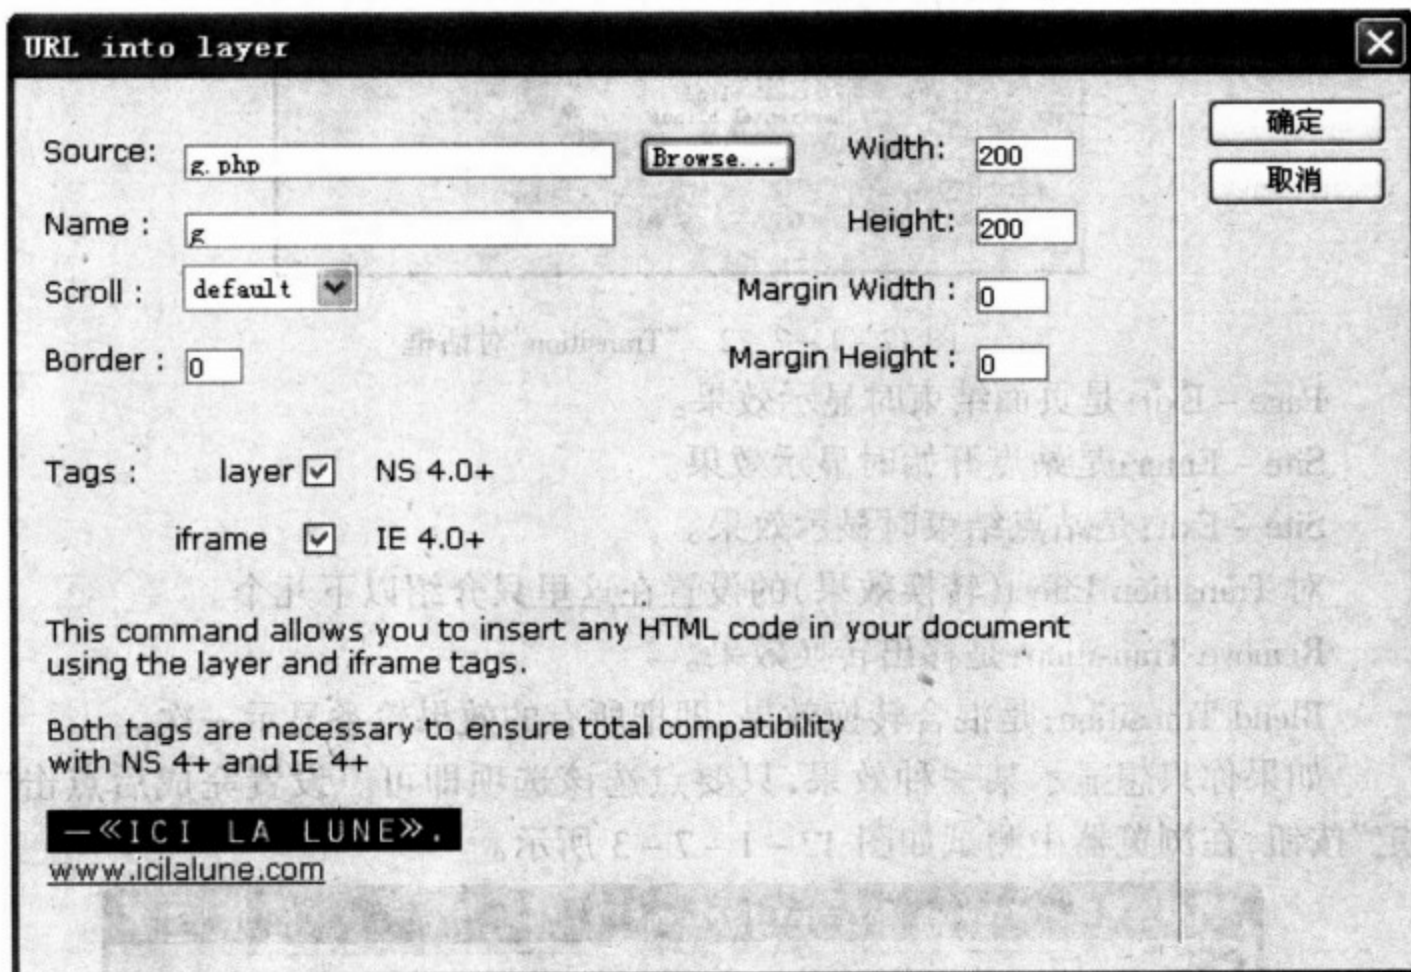 URL into layer
Source: g.php Browse... Width: 200
确定
取消
Name : g Height: 200
Scroll : default Margin Width : 0
Border : 0 Margin Height : 0
Tags : layer NS 4.0+
iframe IE 4.0+
This command allows you to insert any HTML code in your document
using the layer and iframe tags.
Both tags are necessary to ensure total compatibility
with NS 4+ and IE 4+
—«ICI LA LUNE».
www.icilalune.com